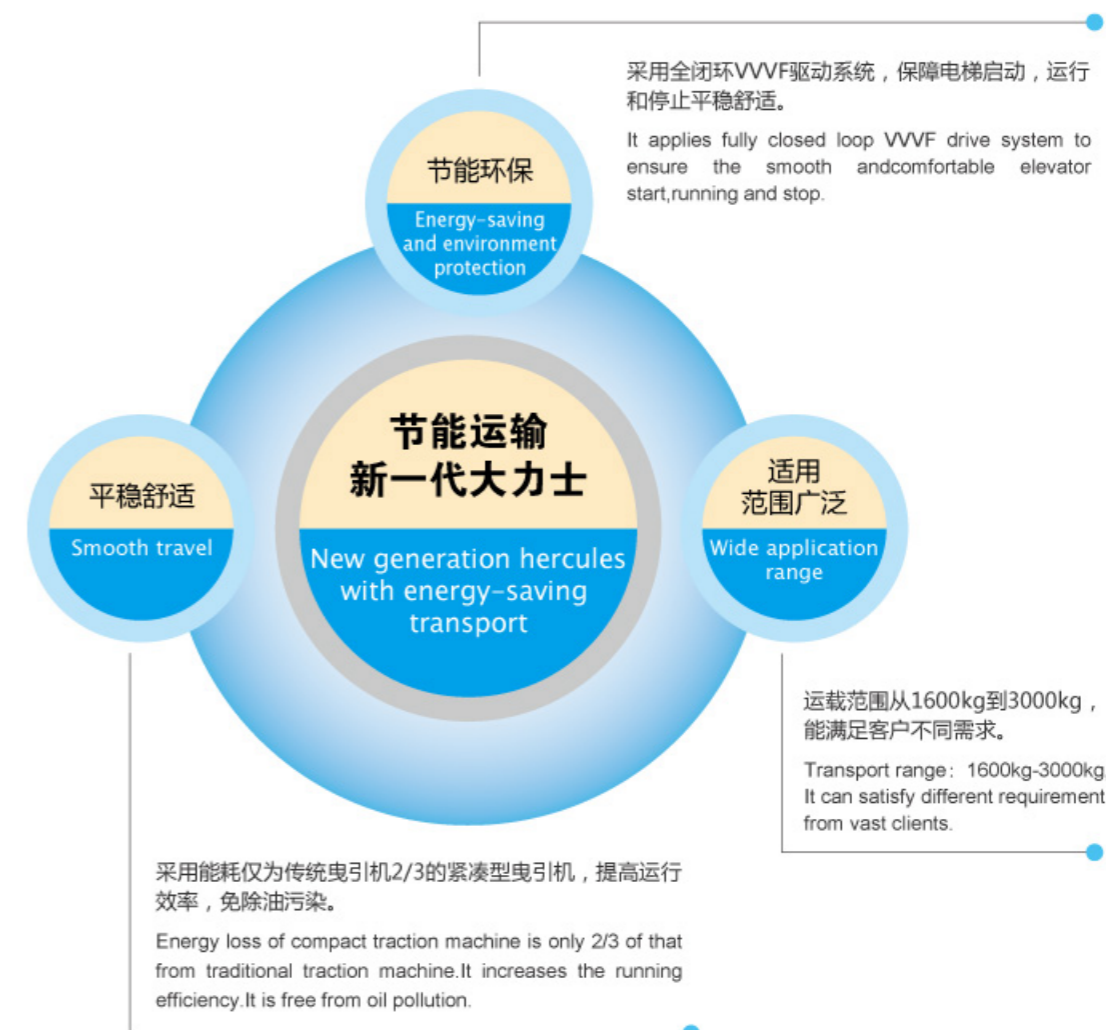 采用全闭环VVVF驱动系统，保障电梯启动，运行
和停止平稳舒适。
It applies fully closed loop VVVF drive system to
ensure the smooth andcomfortable elevator
start,running and stop.
节能环保
Energy-saving
and environment
protection
节能运输
新一代大力士
New generation hercules
with energy-saving
transport
平稳舒适
Smooth travel
适用
范围广泛
Wide application
range
运载范围从1600kg到3000kg，
能满足客户不同需求。
Transport range：1600kg-3000kg
It can satisfy different requirement
from vast clients.
采用能耗仅为传统曳引机2/3的紧凑型曳引机，提高运行
效率，免除油污染。
Energy loss of compact traction machine is only 2/3 of that
from traditional traction machine.It increases the running
efficiency.It is free from oil pollution.